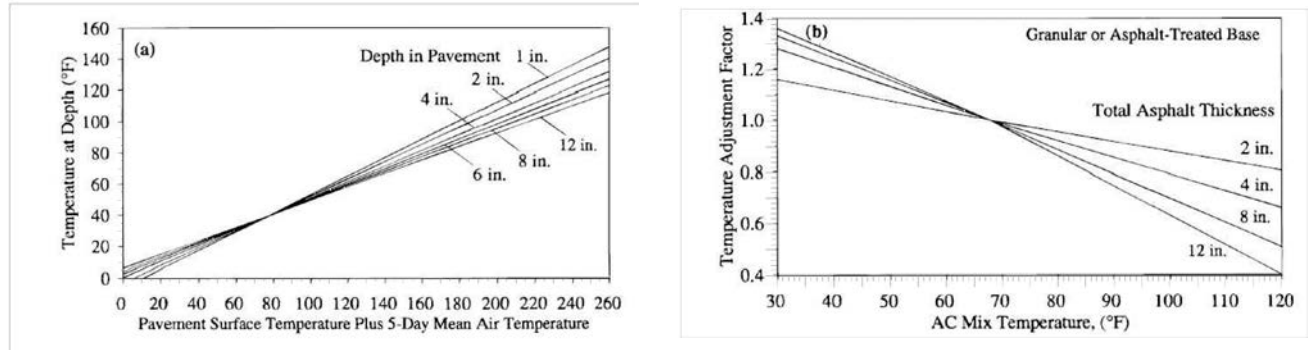 (a)
Temperature at Depth (°F)
160
140
120
100
80
60
40
20
0
Depth in Pavement
1 in.
2 in.
4 in.
6 in.
8 in.
12 in.
0 20 40 60 80 100 120 140 160 180 200 220 240 260
Pavement Surface Temperature Plus 5-Day Mean Air Temperature
(b)
Temperature Adjustment Factor
1.4
1.2
1.0
0.8
0.6
0.4
Granular or Asphalt-Treated Base
Total Asphalt Thickness
2 in.
4 in.
8 in.
12 in.
30 40 50 60 70 80 90 100 110 120
AC Mix Temperature, (°F)